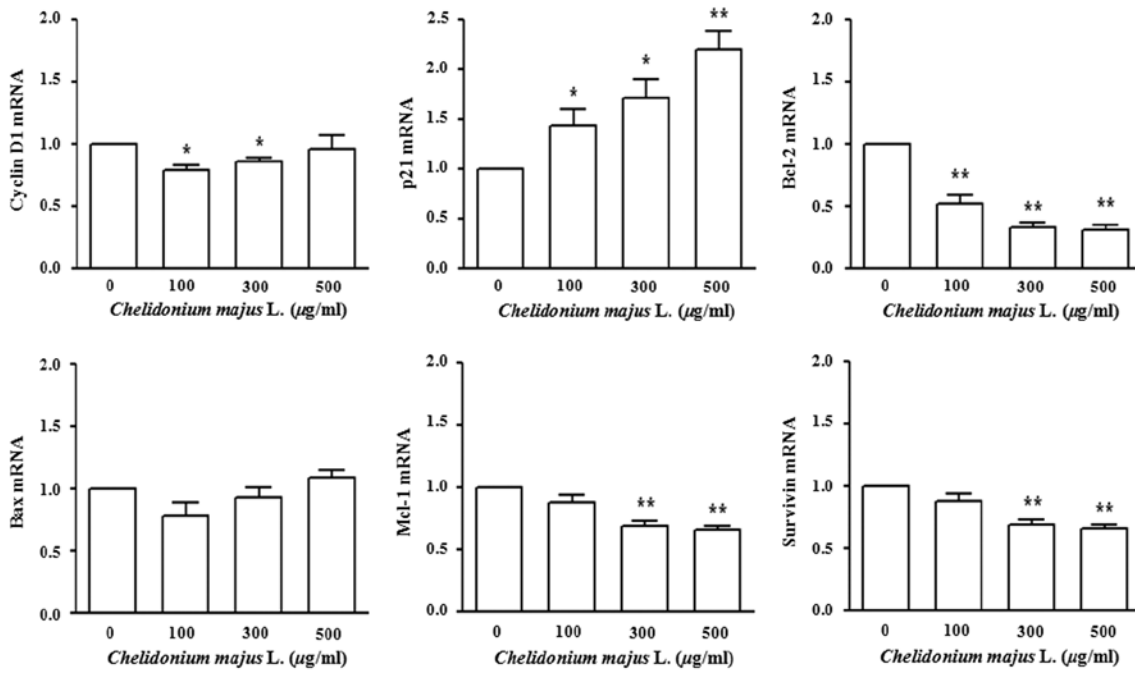 Cyclin D1 mRNA
2.0
1.5
1.0
0.5
0.0
*
*
0 100 300 500
Chelidonium majus L. (μg/ml)
p21 mRNA
2.5
2.0
1.5
1.0
0.5
0.0
*
*
**
0 100 300 500
Chelidonium majus L. (μg/ml)
Bcl-2 mRNA
2.0
1.5
1.0
0.5
0.0
**
**
**
0 100 300 500
Chelidonium majus L. (μg/ml)
Bax mRNA
2.0
1.5
1.0
0.5
0.0
0 100 300 500
Chelidonium majus L. (μg/ml)
Mcl-1 mRNA
2.0
1.5
1.0
0.5
0.0
**
**
0 100 300 500
Chelidonium majus L. (μg/ml)
Survivin mRNA
2.0
1.5
1.0
0.5
0.0
**
**
0 100 300 500
Chelidonium majus L. (μg/ml)